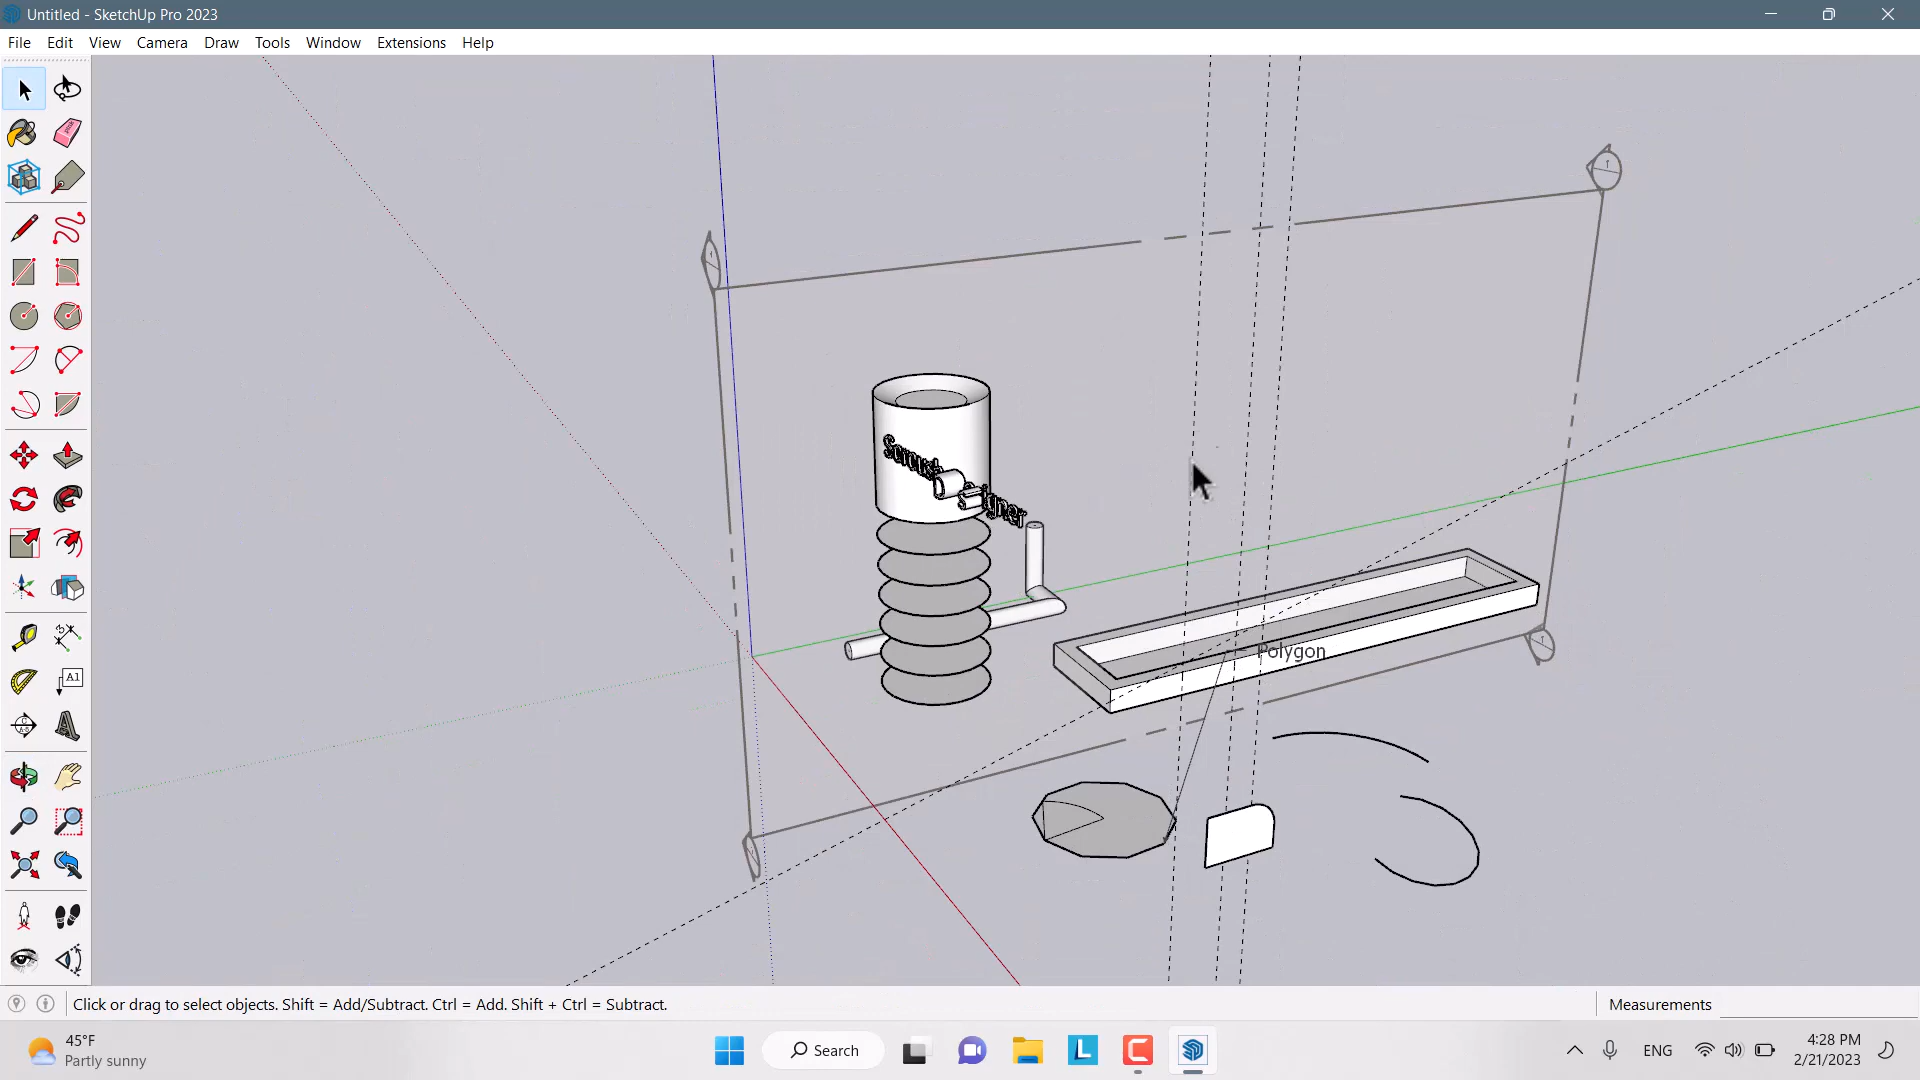 Untitled - SketchUp Pro 2023
File Edit View Camera Draw Tools Window Extensions Help
A1
Polygon
Click or drag to select objects. Shift = Add/Subtract. Ctrl = Add. Shift + Ctrl = Subtract.
Measurements
45°F
Partly sunny
Search
ENG
4:28 PM
2/21/2023